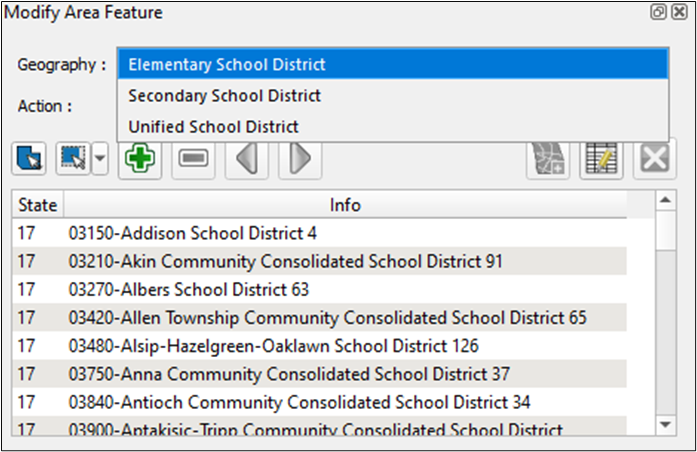 Modify Area Feature
Geography : Elementary School District
Secondary School District
Action :
Unified School District
State Info
17 03150-Addison School District 4
17 03210-Akin Community Consolidated School District 91
17 03270-Albers School District 63
17 03420-Allen Township Community Consolidated School District 65
17 03480-Alsip-Hazelgreen-Oaklawn School District 126
17 03750-Anna Community Consolidated School District 37
17 03840-Antioch Community Consolidated School District 34
17 03900-Aptakisic-Tripp Community Consolidated School District